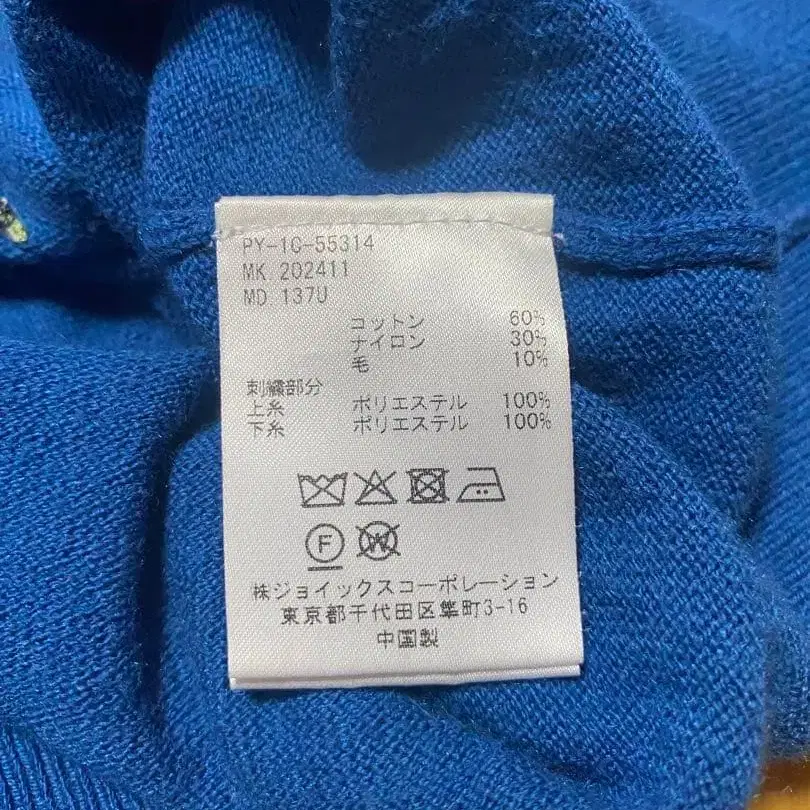 PY-1C-55314
MK 202411
MD 137U
コットン 60%
ナイロン 30%
毛 10%
刺繍部分
上糸 ポリエステル 100%
下糸 ポリエステル 100%
F
W
株ジョイックスコーポレーション
東京都千代田区隼町3-16
中国製